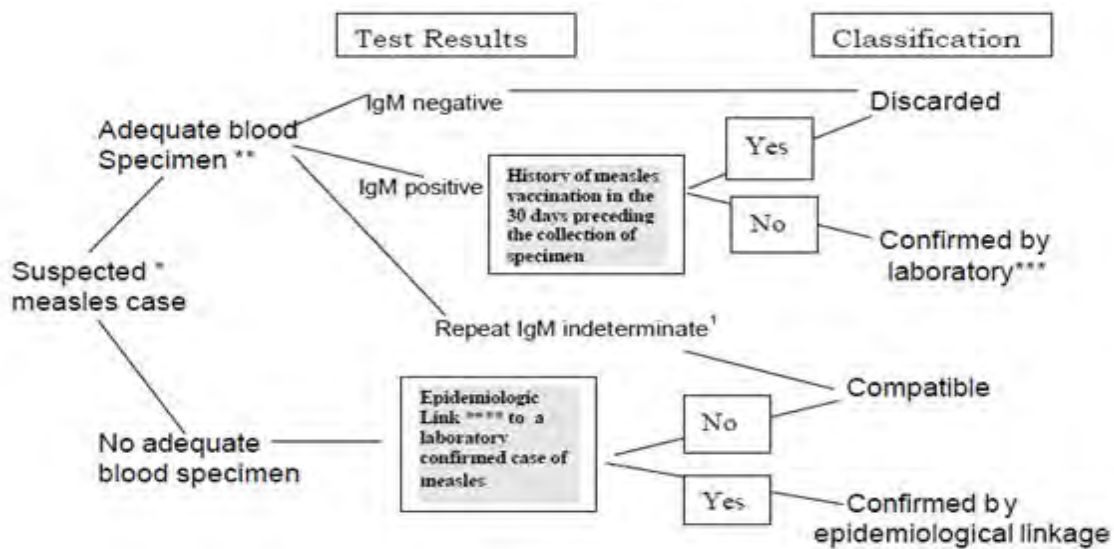 Test Results
Classification
IgM negative
Discarded
Adequate blood
Specimen **
Yes
IgM positive
History of measles
vaccination in the
30 days preceding
the collection of
specimen
No
Confirmed by
laboratory***
Suspected *
measles case
Repeat IgM indeterminate¹
Compatible
Epidemiologic
Link **** to a
laboratory
confirmed case of
measles
No
No adequate
blood specimen
Yes
Confirmed by
epidemiological linkage